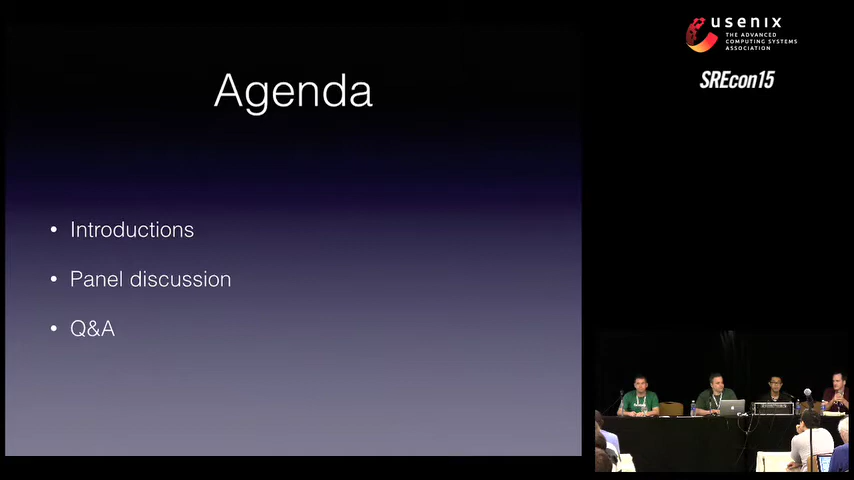 Agenda
• Introductions
• Panel discussion
• Q&A
usenix
THE ADVANCED
COMPUTING SYSTEMS
ASSOCIATION
SREcon15